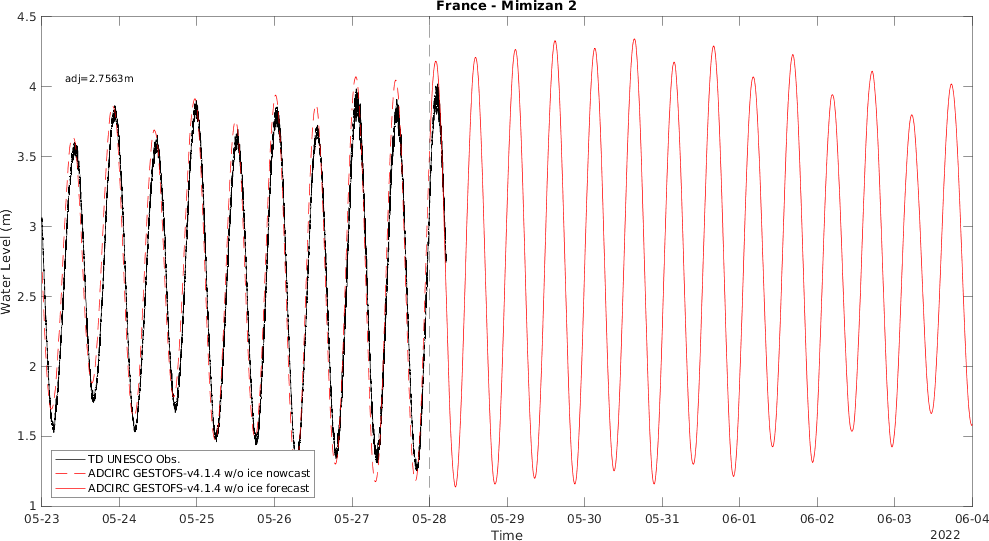 France - Mimizan 2
adj=2.7563m
4.5
4
3.5
3
2.5
2
1.5
1
Water Level (m)
TD UNESCO Obs.
ADCIRC GESTOFS-v4.1.4 w/o ice nowcast
ADCIRC GESTOFS-v4.1.4 w/o ice forecast
05-23 05-24 05-25 05-26 05-27 05-28 05-29 05-30 05-31 06-01 06-02 06-03 06-04
Time
2022